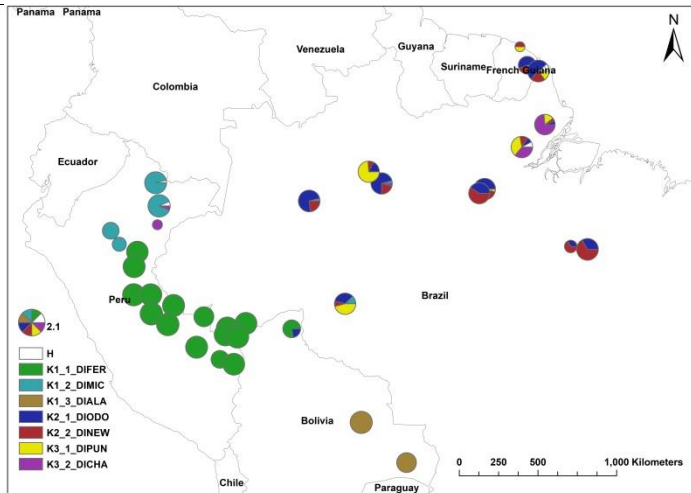 Panama Panama
N
Venezuela
Guyana
Suriname
French Guiana
Colombia
Ecuador
Peru
Brazil
2.1
H
K1_1_DIFER
K1_2_DIMIC
K1_3_DIALA
K2_1_DIODO
K2_2_DINEW
K3_1_DIPUN
K3_2_DICHA
Bolivia
Chile
Paraguay
0 250 500 1,000 Kilometers